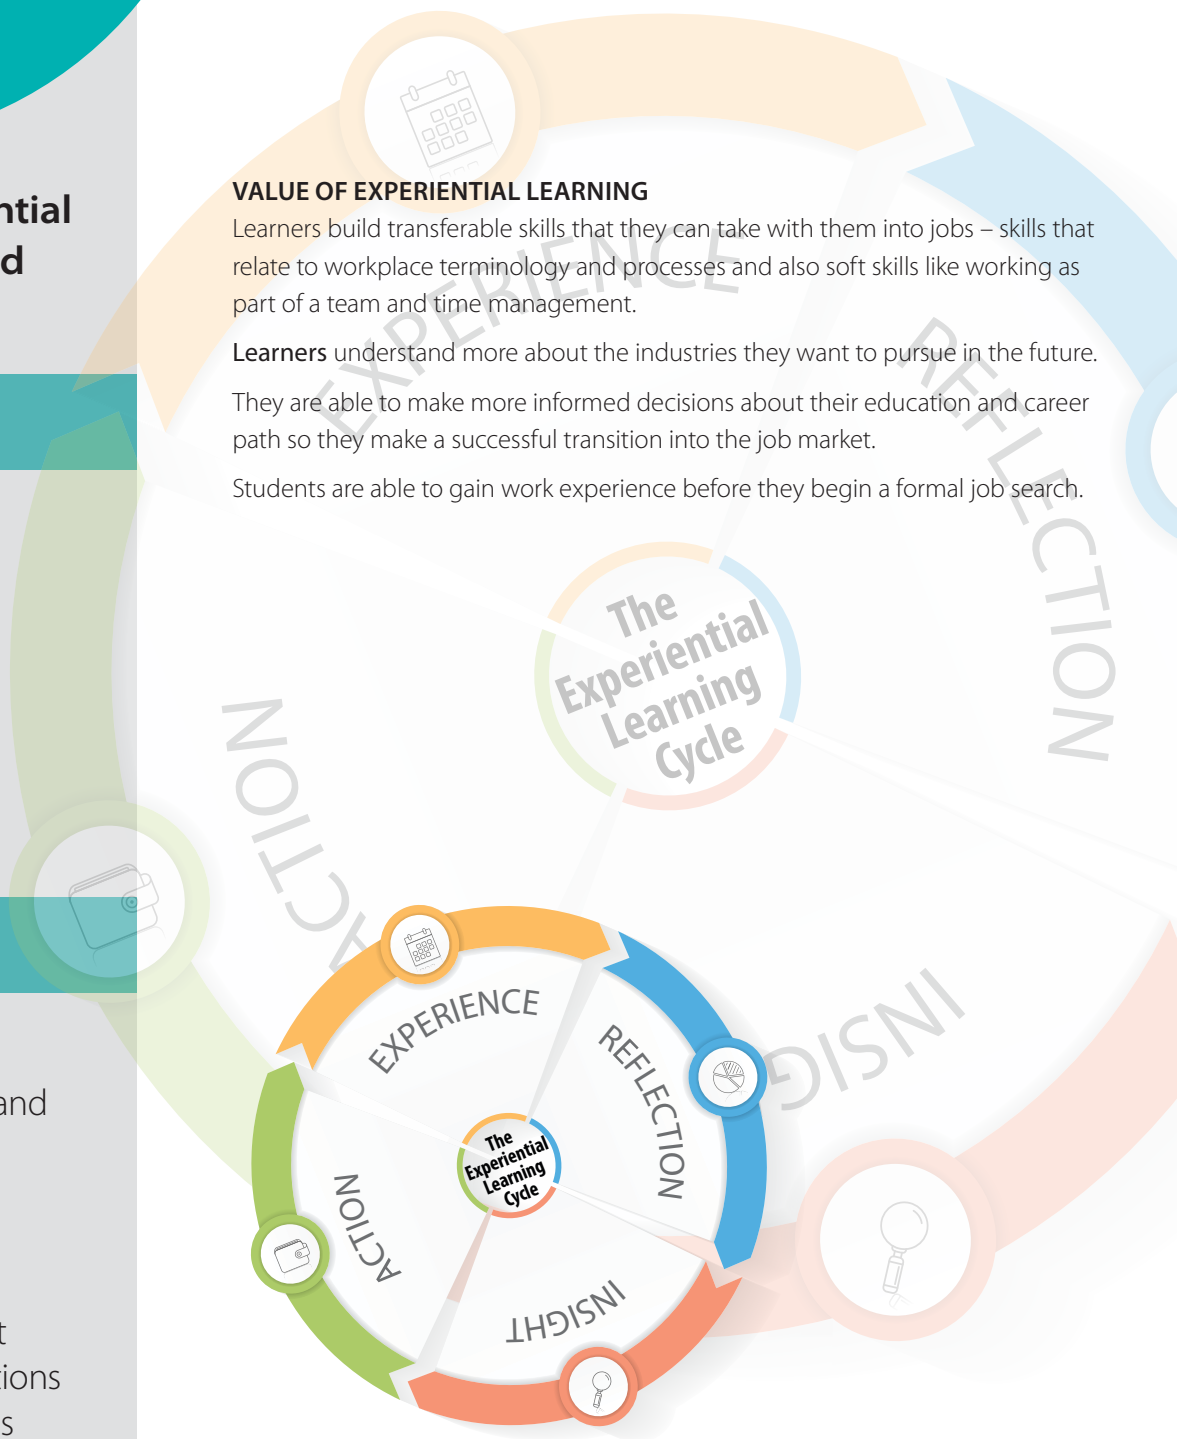 ntial
d
and
t
tions
s
VALUE OF EXPERIENTIAL LEARNING
Learners build transferable skills that they can take with them into jobs – skills that
relate to workplace terminology and processes and also soft skills like working as
part of a team and time management.
Learners understand more about the industries they want to pursue in the future.
They are able to make more informed decisions about their education and career
path so they make a successful transition into the job market.
Students are able to gain work experience before they begin a formal job search.
EXPERIENCE
REFLECTION
INSIG
ACTION
The
Experiential
Learning
Cycle
EXPERIENCE
REFLECTION
INSIGHT
ACTION
The
Experiential
Learning
Cycle